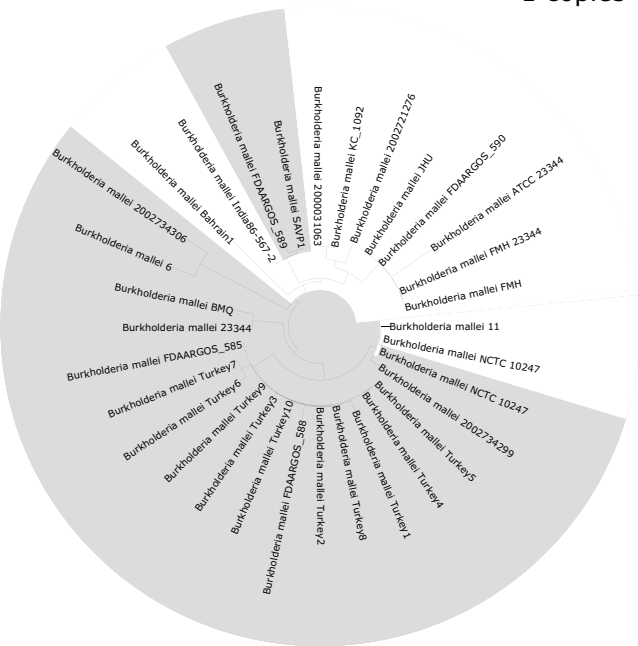 Burkholderia mallei 2000031063
Burkholderia mallei KC_1092
Burkholderia mallei 2002721276
Burkholderia mallei JHU
Burkholderia mallei FDAARGOS_590
Burkholderia mallei ATCC 23344
Burkholderia mallei FMH 23344
Burkholderia mallei FMH
Burkholderia mallei 11
Burkholderia mallei NCTC 10247
Burkholderia mallei NCTC 10247
Burkholderia mallei 2002734299
Burkholderia mallei Turkey5
Burkholderia mallei Turkey4
Burkholderia mallei Turkey1
Burkholderia mallei Turkey8
Burkholderia mallei Turkey2
Burkholderia mallei FDAARGOS_588
Burkholderia mallei Turkey10
Burkholderia mallei Turkey3
Burkholderia mallei Turkey9
Burkholderia mallei Turkey6
Burkholderia mallei Turkey7
Burkholderia mallei FDAARGOS_585
Burkholderia mallei 23344
Burkholderia mallei BMQ
Burkholderia mallei 6
Burkholderia mallei 2002734306
Burkholderia mallei Bahrain1
Burkholderia mallei India86-567-2
Burkholderia mallei FDAARGOS_589
Burkholderia mallei SAVP1